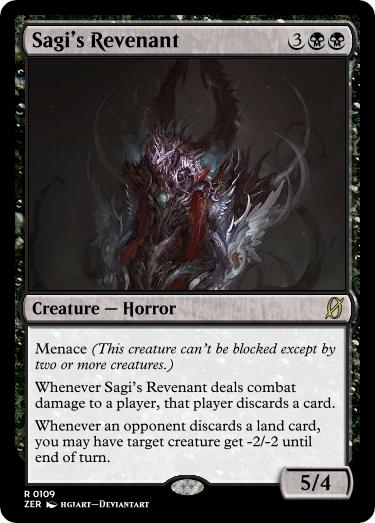 Sagi's Revenant 3
Creature — Horror
Menace (This creature can't be blocked except by
two or more creatures.)
Whenever Sagi's Revenant deals combat
damage to a player, that player discards a card.
Whenever an opponent discards a land card,
you may have target creature get -2/-2 until
end of turn.
5/4
R 0109
ZER HGJART—DEVIANTART